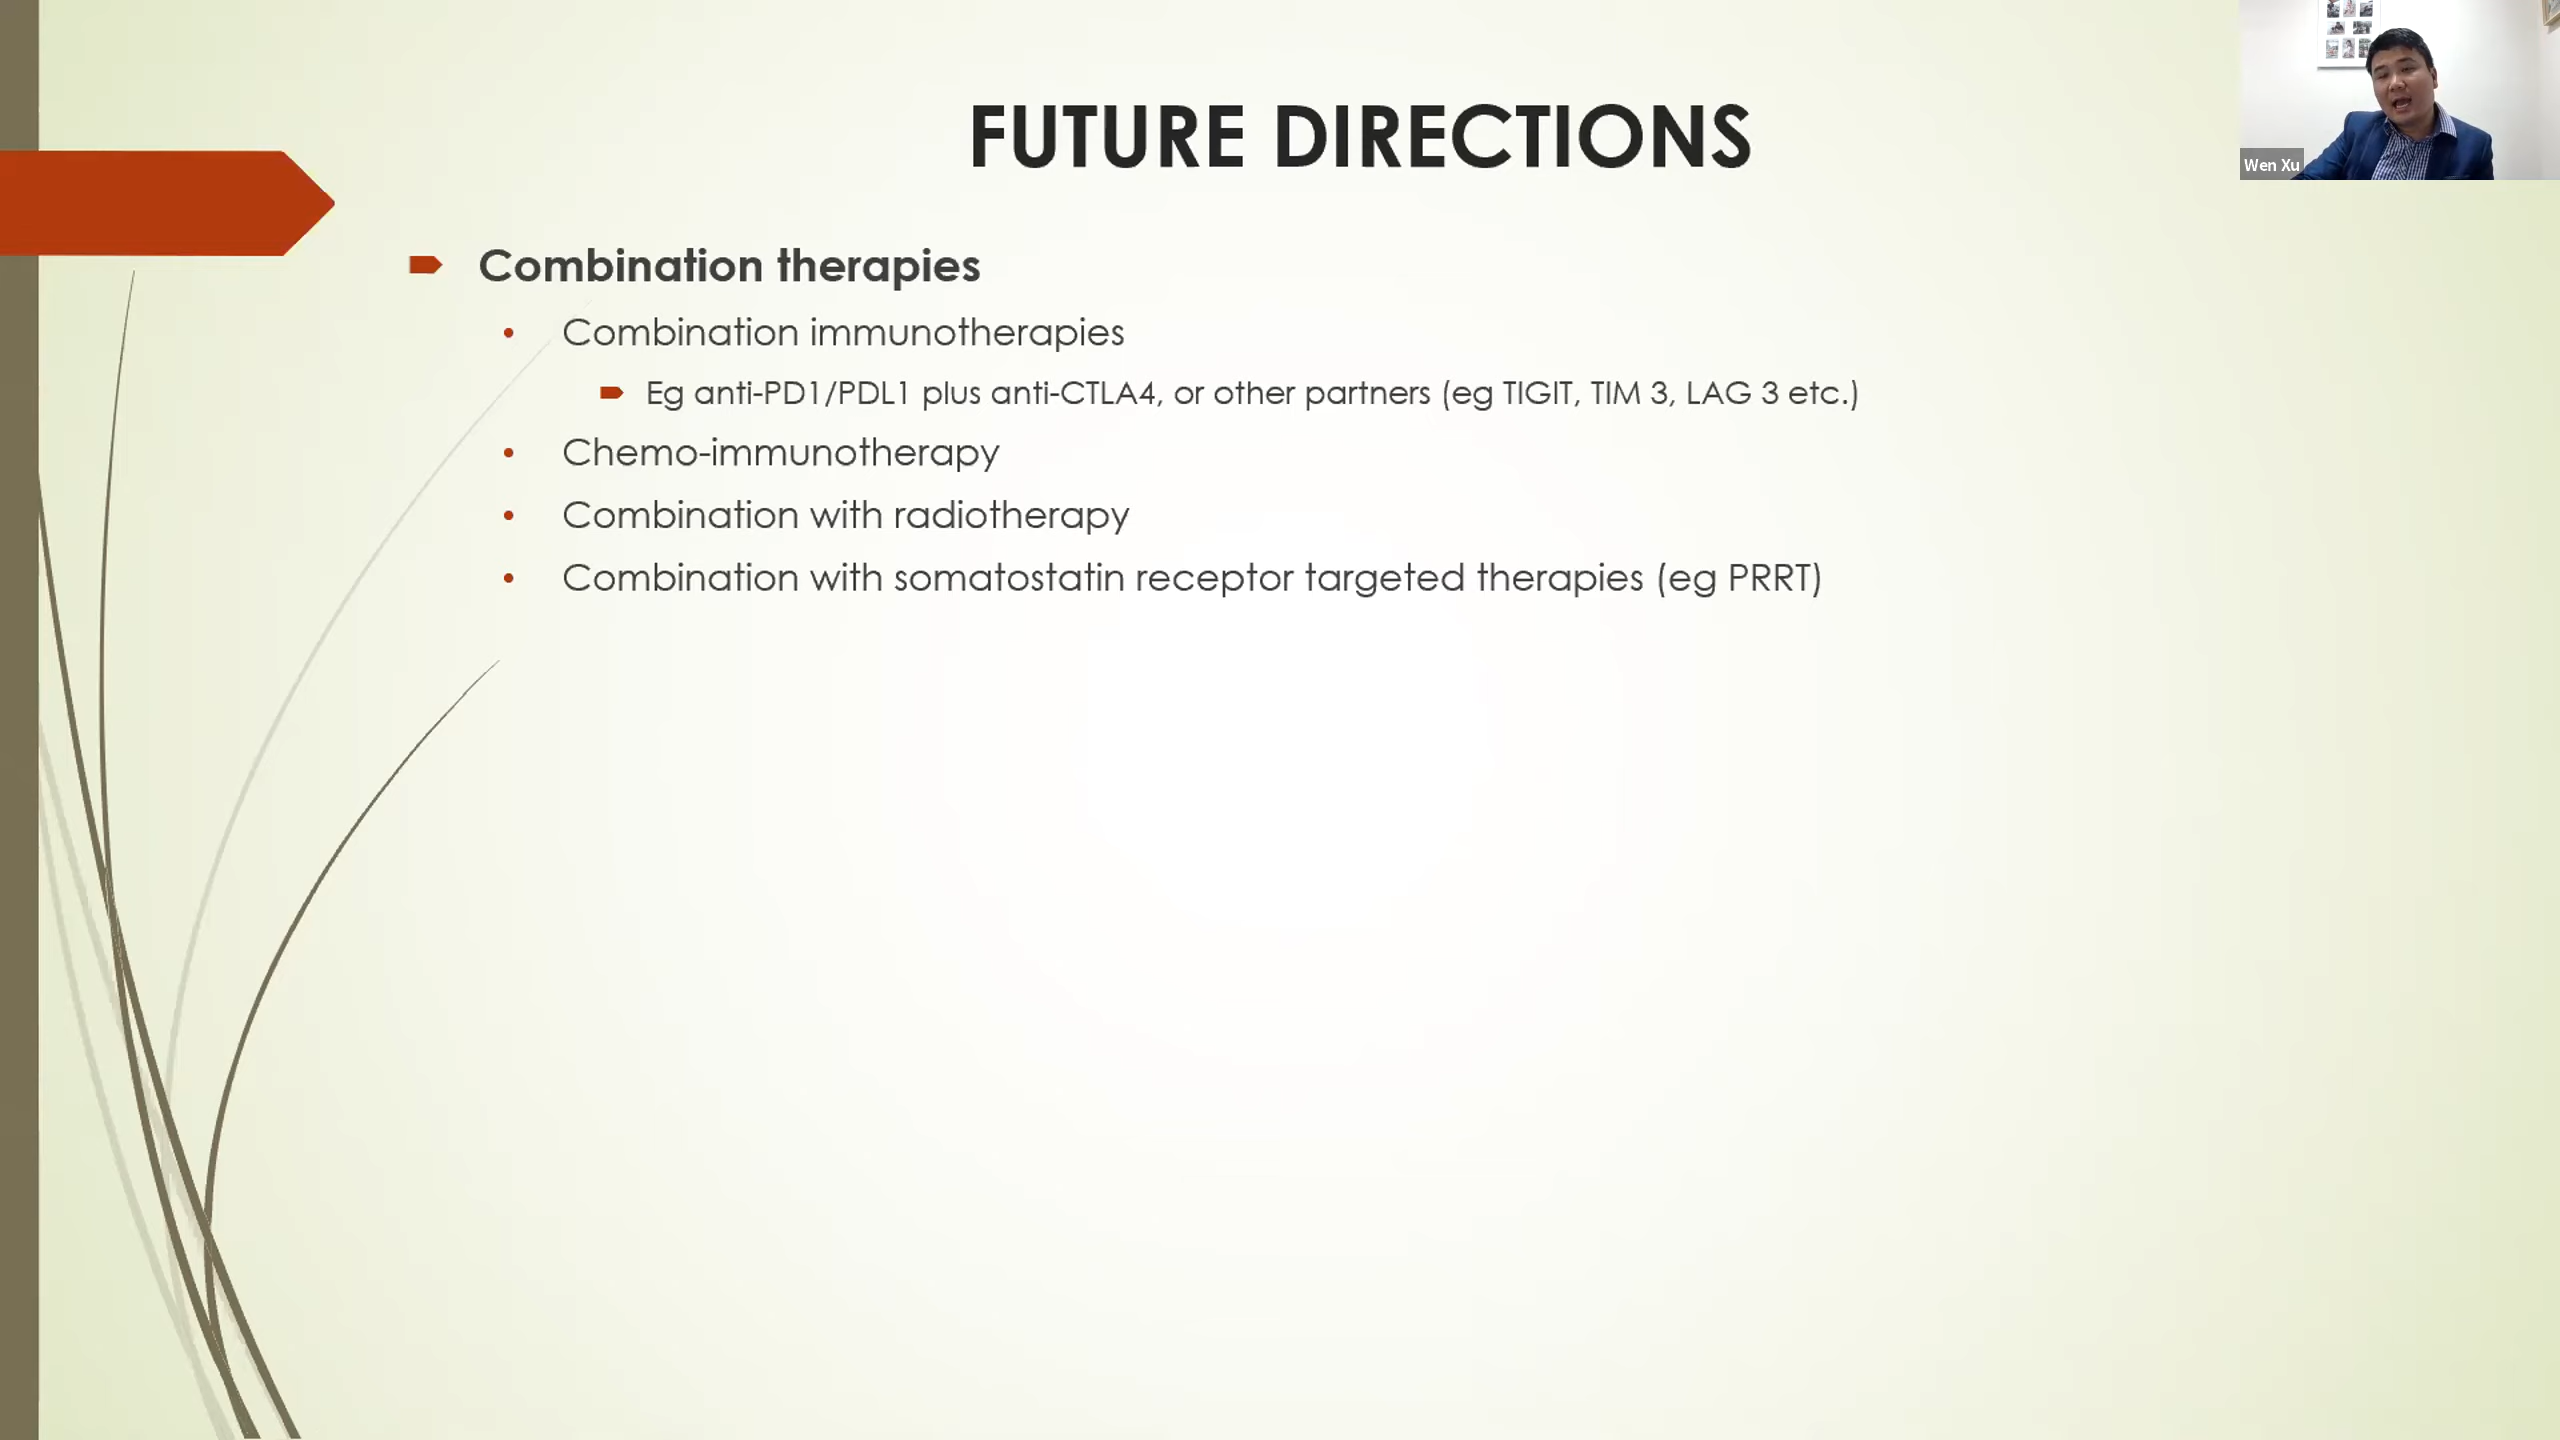 FUTURE DIRECTIONS
Wen Xu
Combination therapies
Combination immunotherapies
Eg anti-PD1/PDL1 plus anti-CTLA4, or other partners (eg TIGIT, TIM 3, LAG 3 etc.)
Chemo-immunotherapy
Combination with radiotherapy
Combination with somatostatin receptor targeted therapies (eg PRRT)